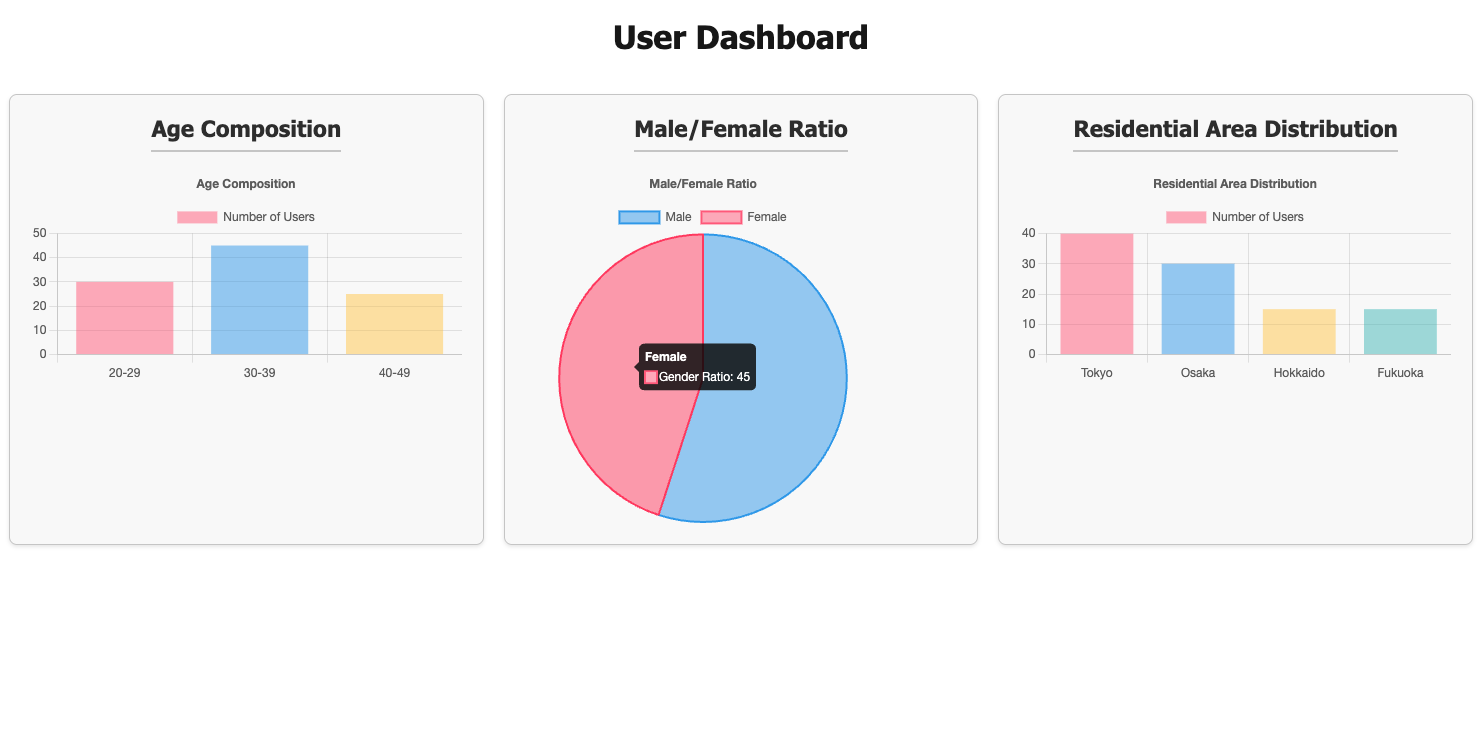 User Dashboard
Age Composition
Age Composition
Number of Users
50
40
30
20
10
0
20-29 30-39 40-49
Male/Female Ratio
Male/Female Ratio
Male Female
Female
Gender Ratio: 45
Residential Area Distribution
Residential Area Distribution
Number of Users
40
30
20
10
0
Tokyo Osaka Hokkaido Fukuoka